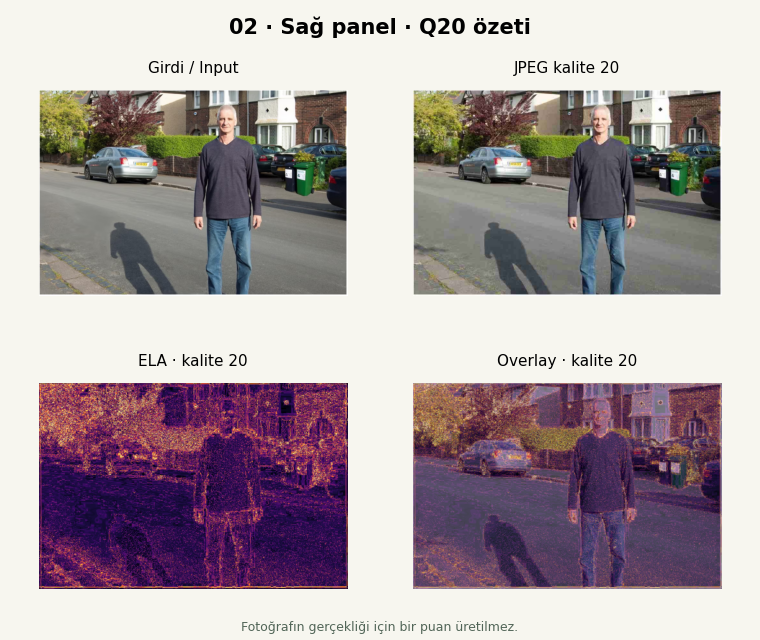 02 · Sağ panel · Q20 özeti
Girdi / Input
JPEG kalite 20
ELA · kalite 20
Overlay · kalite 20
Fotoğrafın gerçekliği için bir puan üretilmez.